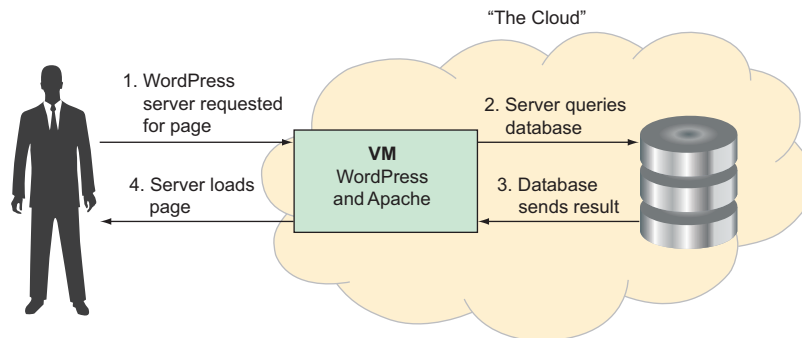 “The Cloud”
1. WordPress
server requested
for page
2. Server queries
database
VM
WordPress
and Apache
4. Server loads
page
3. Database
sends result